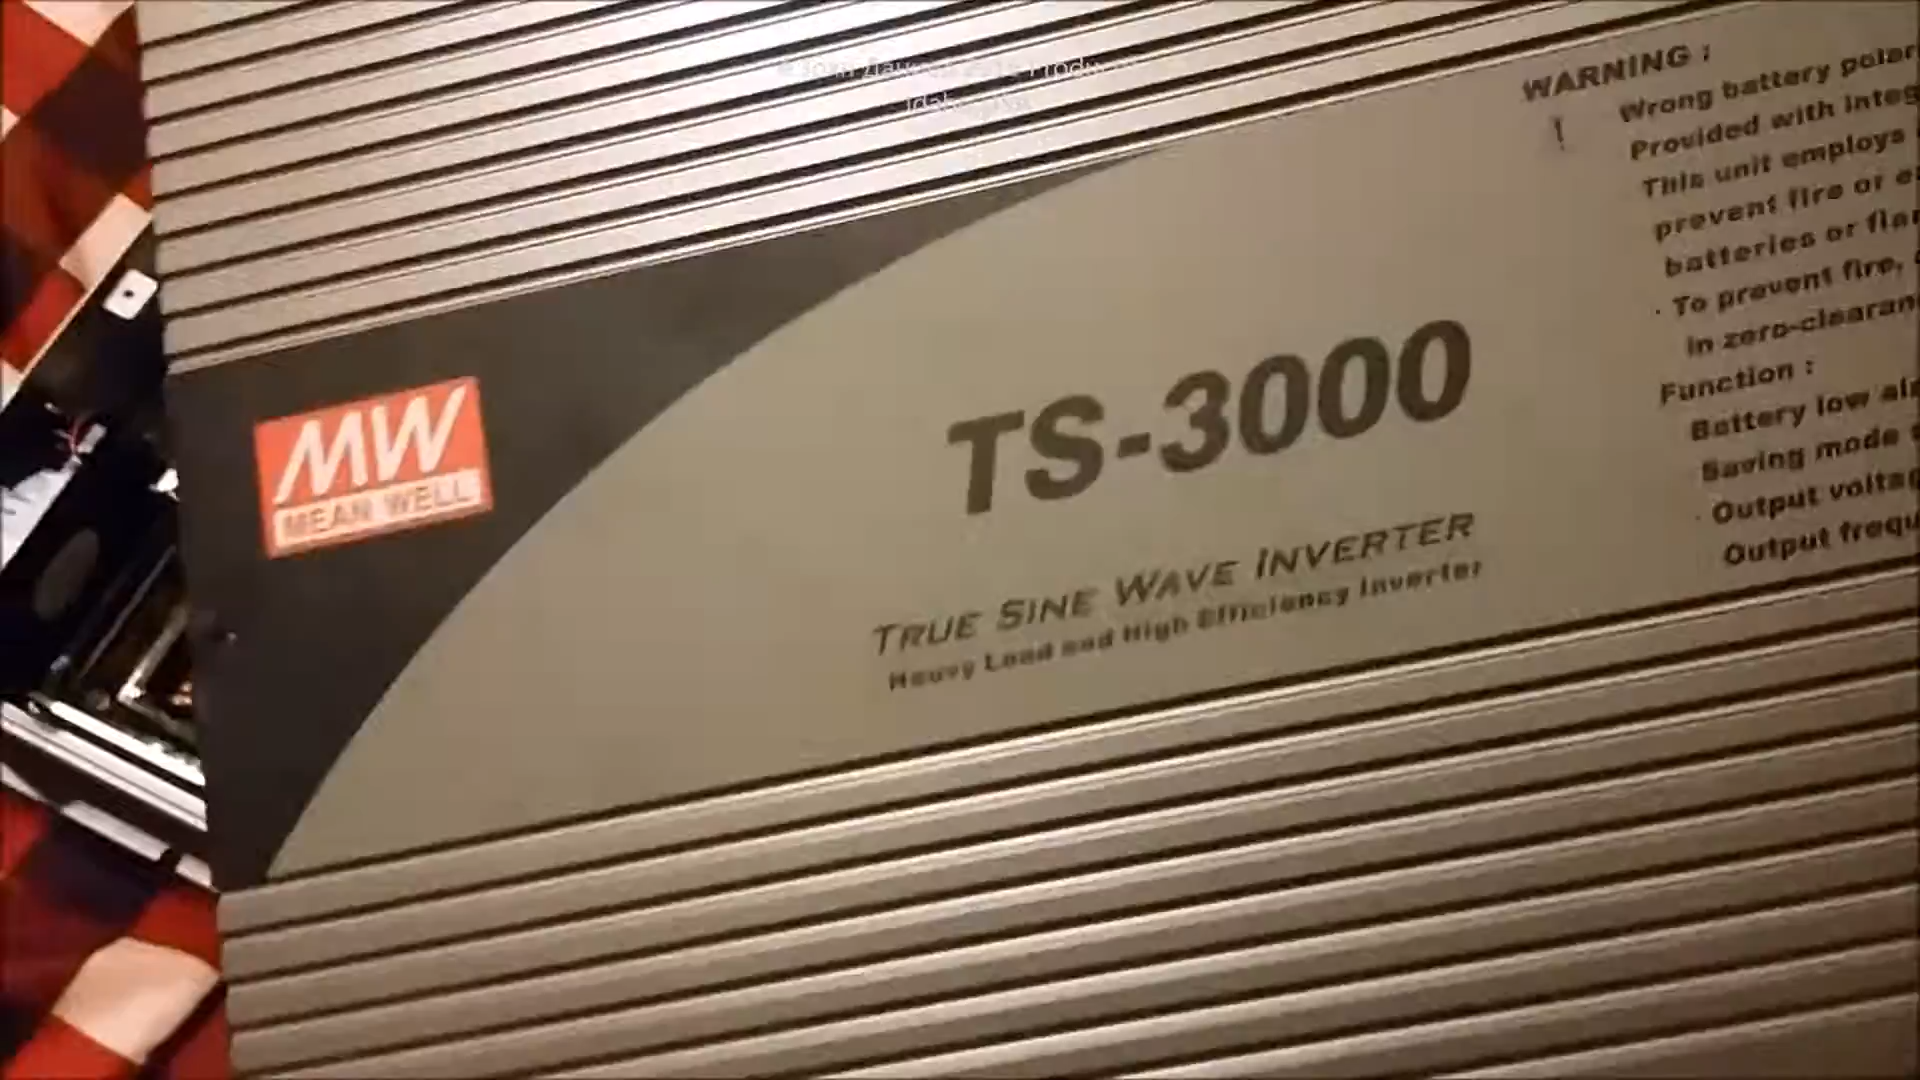 MW
MEAN WELL
TS-3000
TRUE SINE WAVE INVERTER
Heavy Load and High Efficiency Inverter
WARNING :
!
Wrong battery polar
Provided with integ
This unit employs
prevent fire or e
batteries or fla
· To prevent fire,
in zero-clearan
Function :
Battery low al
Saving mode
· Output voltag
Output frequ